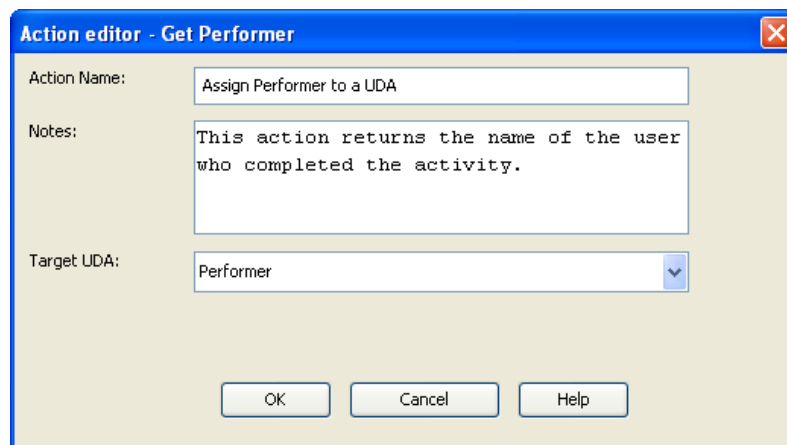 Action editor - Get Performer
Action Name:
Assign Performer to a UDA
Notes:
This action returns the name of the user
who completed the activity.
Target UDA:
Performer
OK
Cancel
Help